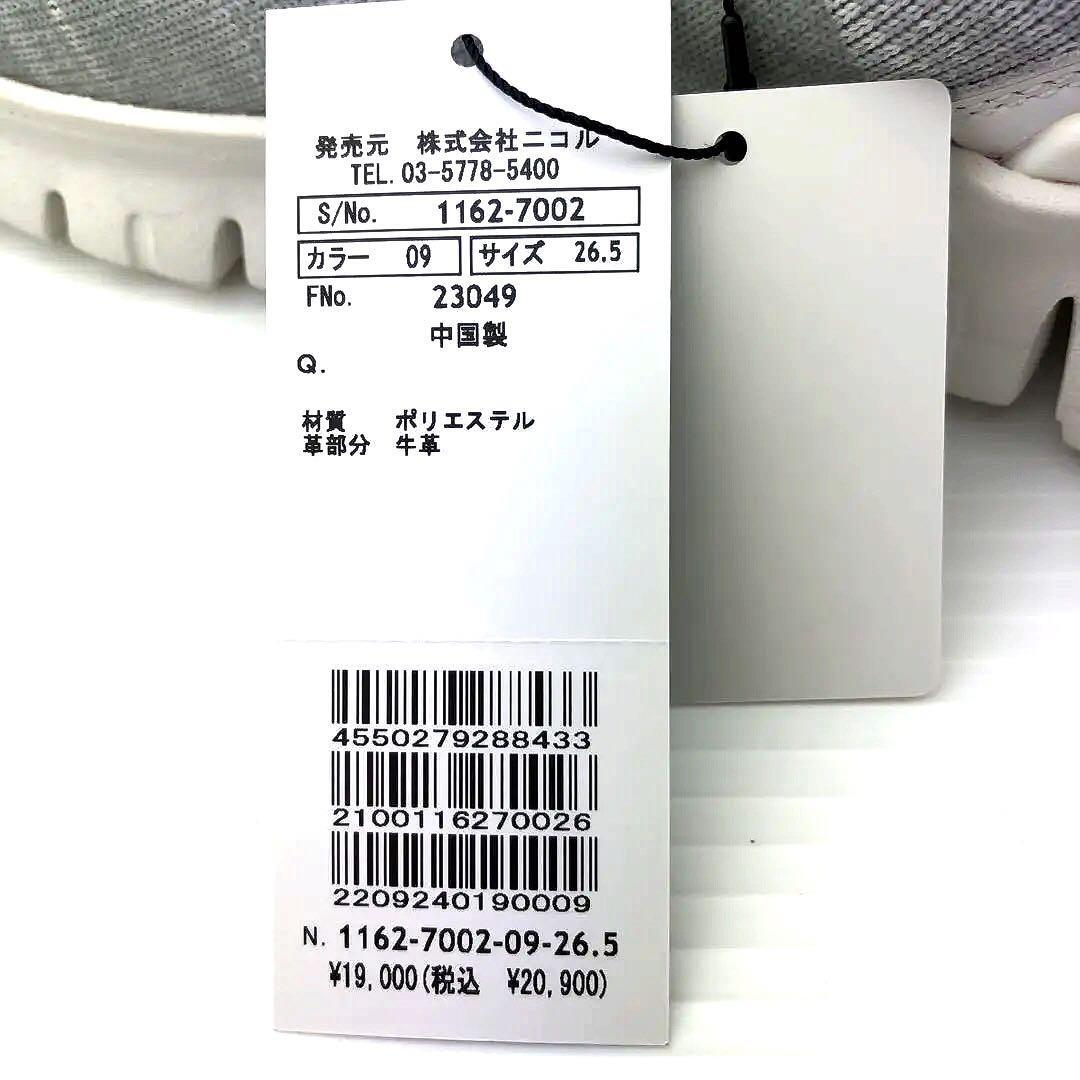 発売元 株式会社ニコル
TEL. 03-5778-5400
S/No. 1162-7002
カラー 09 サイズ 26.5
FNo. 23049
中国製
Q.
材質 ポリエステル
革部分 牛革
4550279288433
2100116270026
2209240190009
N. 1162-7002-09-26.5
¥19,000(税込 ¥20,900)